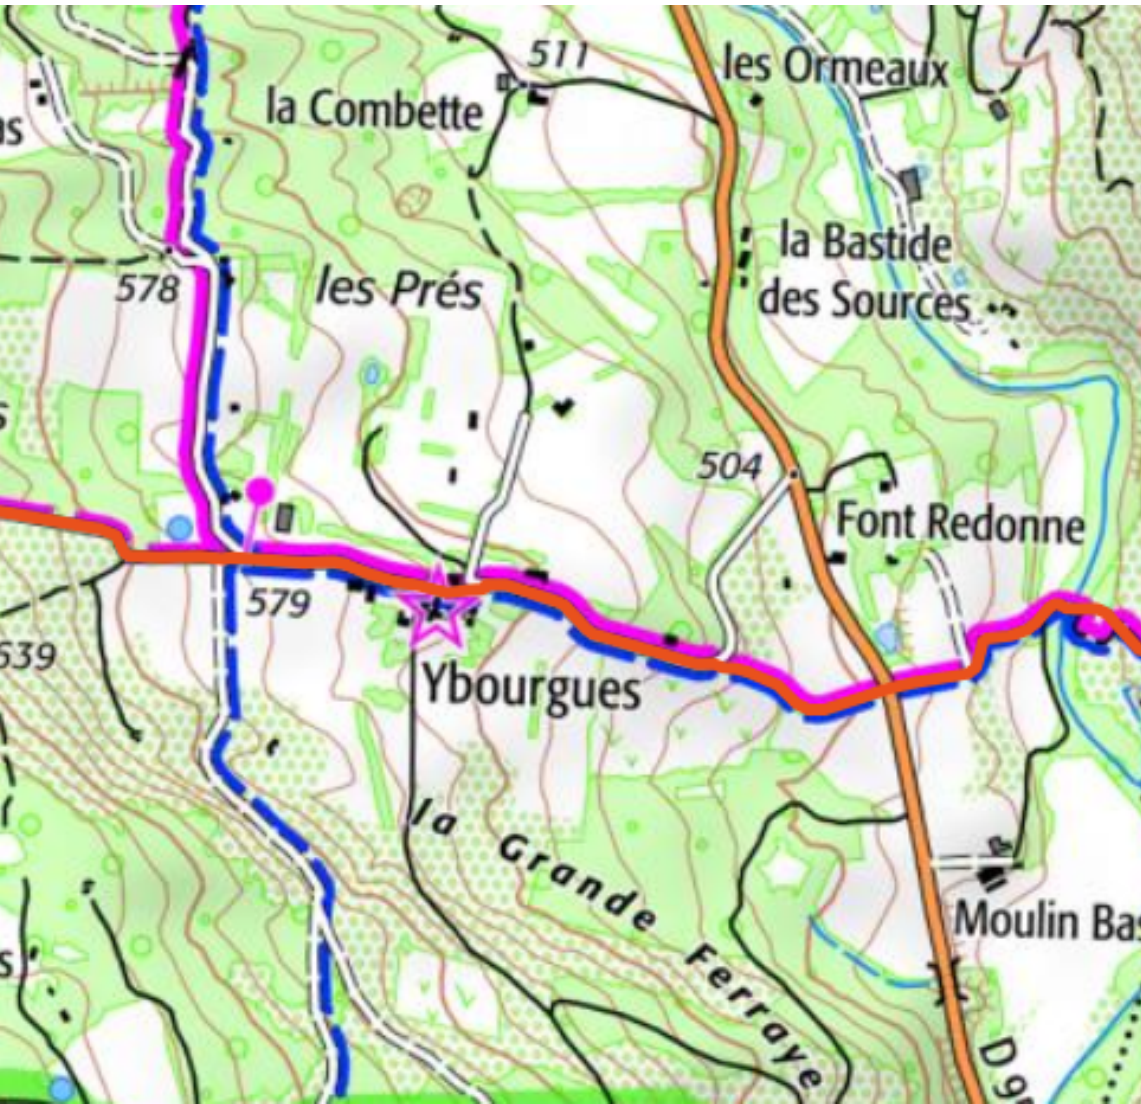 511
les Ormeaux
la Combette
la Bastide
des Sources
578
les Prés
504
Font Redonne
579
639
Ybourgues
la Grande Ferraye
Moulin Bas